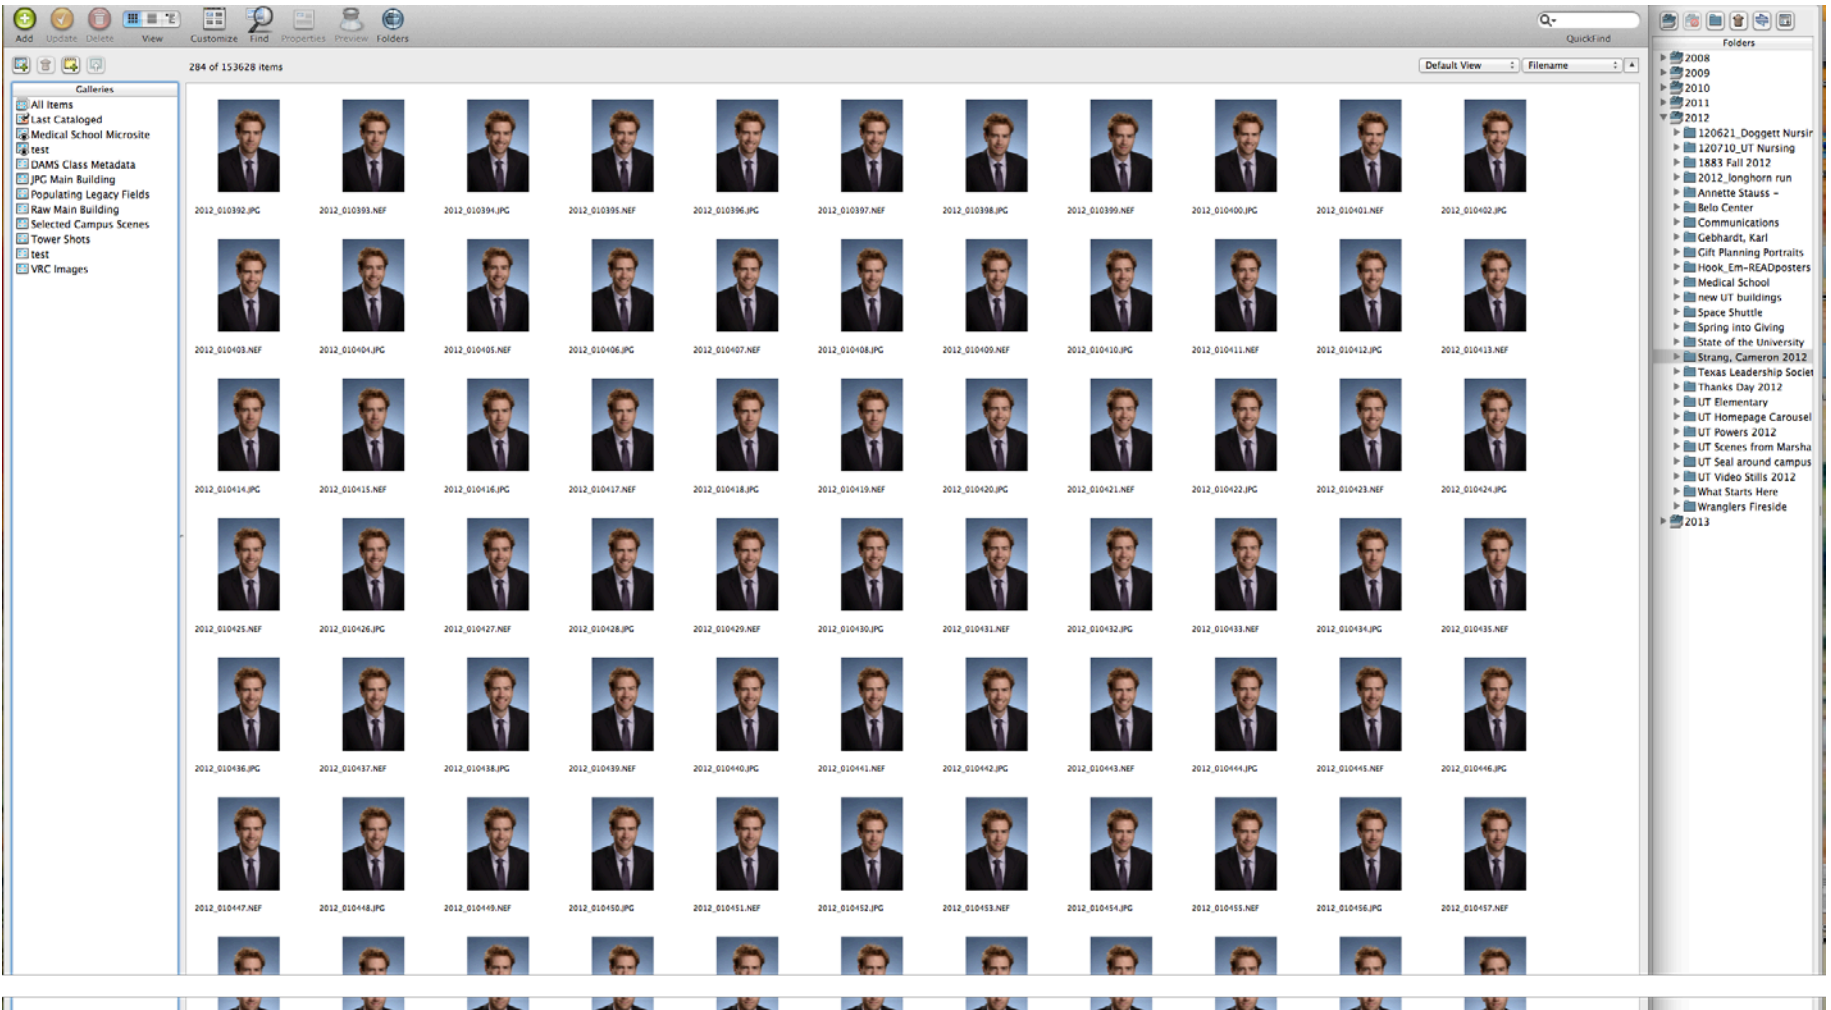 Add Update Delete View Customize Find Properties Preview Folders QuickFind
284 of 153628 items
Default View Filename
Galleries
All Items
Last Cataloged
Medical School Microsite
test
DAMS Class Metadata
JPG Main Building
Populating Legacy Fields
Raw Main Building
Selected Campus Scenes
Tower Shots
test
VRC Images
2012_010392.JPG 2012_010393.NEF 2012_010394.JPG 2012_010395.NEF 2012_010396.JPG 2012_010397.NEF 2012_010398.JPG 2012_010399.NEF 2012_010400.JPG 2012_010401.NEF 2012_010402.JPG
2012_010403.NEF 2012_010404.JPG 2012_010405.NEF 2012_010406.JPG 2012_010407.NEF 2012_010408.JPG 2012_010409.NEF 2012_010410.JPG 2012_010411.NEF 2012_010412.JPG 2012_010413.NEF
2012_010414.JPG 2012_010415.NEF 2012_010416.JPG 2012_010417.NEF 2012_010418.JPG 2012_010419.NEF 2012_010420.JPG 2012_010421.NEF 2012_010422.JPG 2012_010423.NEF 2012_010424.JPG
2012_010425.NEF 2012_010426.JPG 2012_010427.NEF 2012_010428.JPG 2012_010429.NEF 2012_010430.JPG 2012_010431.NEF 2012_010432.JPG 2012_010433.NEF 2012_010434.JPG 2012_010435.NEF
2012_010436.JPG 2012_010437.NEF 2012_010438.JPG 2012_010439.NEF 2012_010440.JPG 2012_010441.NEF 2012_010442.JPG 2012_010443.NEF 2012_010444.JPG 2012_010445.NEF 2012_010446.JPG
2012_010447.NEF 2012_010448.JPG 2012_010449.NEF 2012_010450.JPG 2012_010451.NEF 2012_010452.JPG 2012_010453.NEF 2012_010454.JPG 2012_010455.NEF 2012_010456.JPG 2012_010457.NEF
Folders
2008
2009
2010
2011
2012
120621_Doggett Nursin
120710_UT Nursing
1883 Fall 2012
2012_longhorn run
Annette Stauss -
Belo Center
Communications
Gebhardt, Karl
Gift Planning Portraits
Hook_Em-READposters
Medical School
new UT buildings
Space Shuttle
Spring into Giving
State of the University
Strang, Cameron 2012
Texas Leadership Societ
Thanks Day 2012
UT Elementary
UT Homepage Carousel
UT Powers 2012
UT Scenes from Marsha
UT Seal around campus
UT Video Stills 2012
What Starts Here
Wranglers Fireside
2013